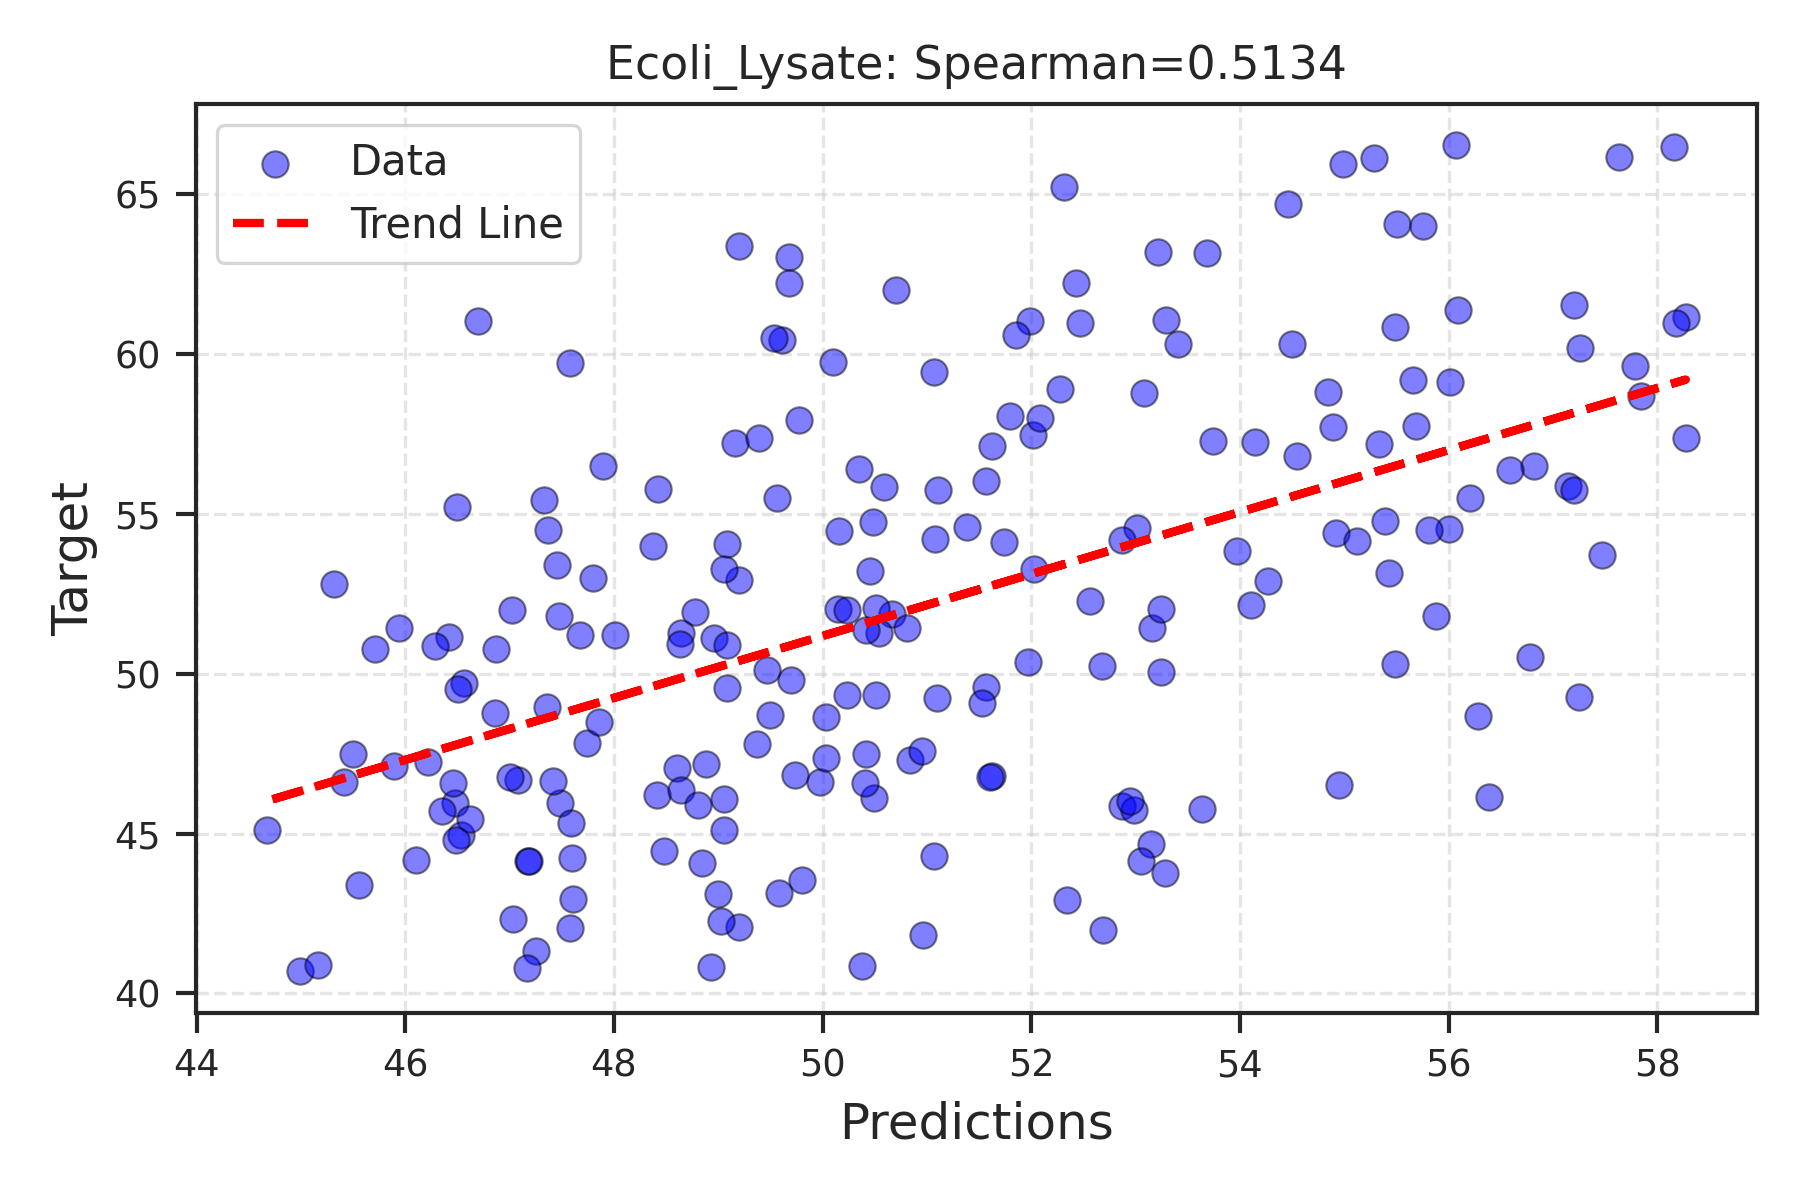 Ecoli_Lysate: Spearman=0.5134
Data
Trend Line
65
60
55
50
45
40
Target
44 46 48 50 52 54 56 58
Predictions